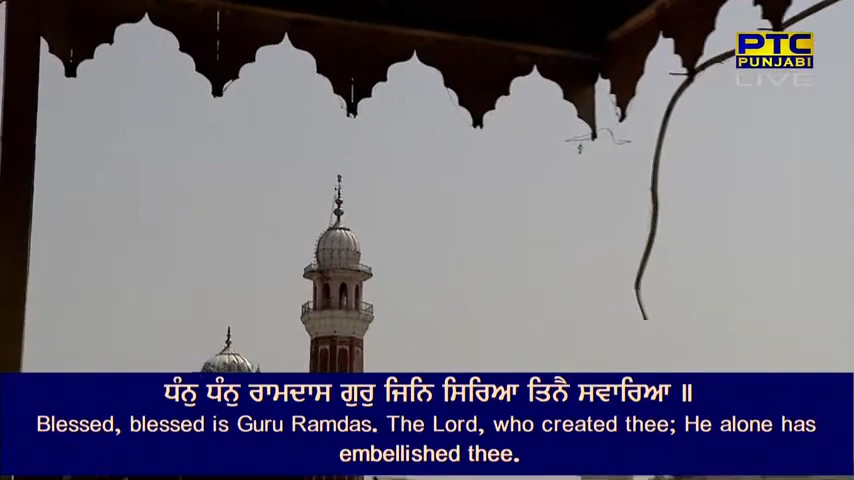 PTC
PUNJABI
LIVE
ਧੰਨੁ ਧੰਨੁ ਰਾਮਦਾਸ ਗੁਰੁ ਜਿਨਿ ਸਿਰਿਆ ਤਿਨੈ ਸਵਾਰਿਆ ॥
Blessed, blessed is Guru Ramdas. The Lord, who created thee; He alone has
embellished thee.